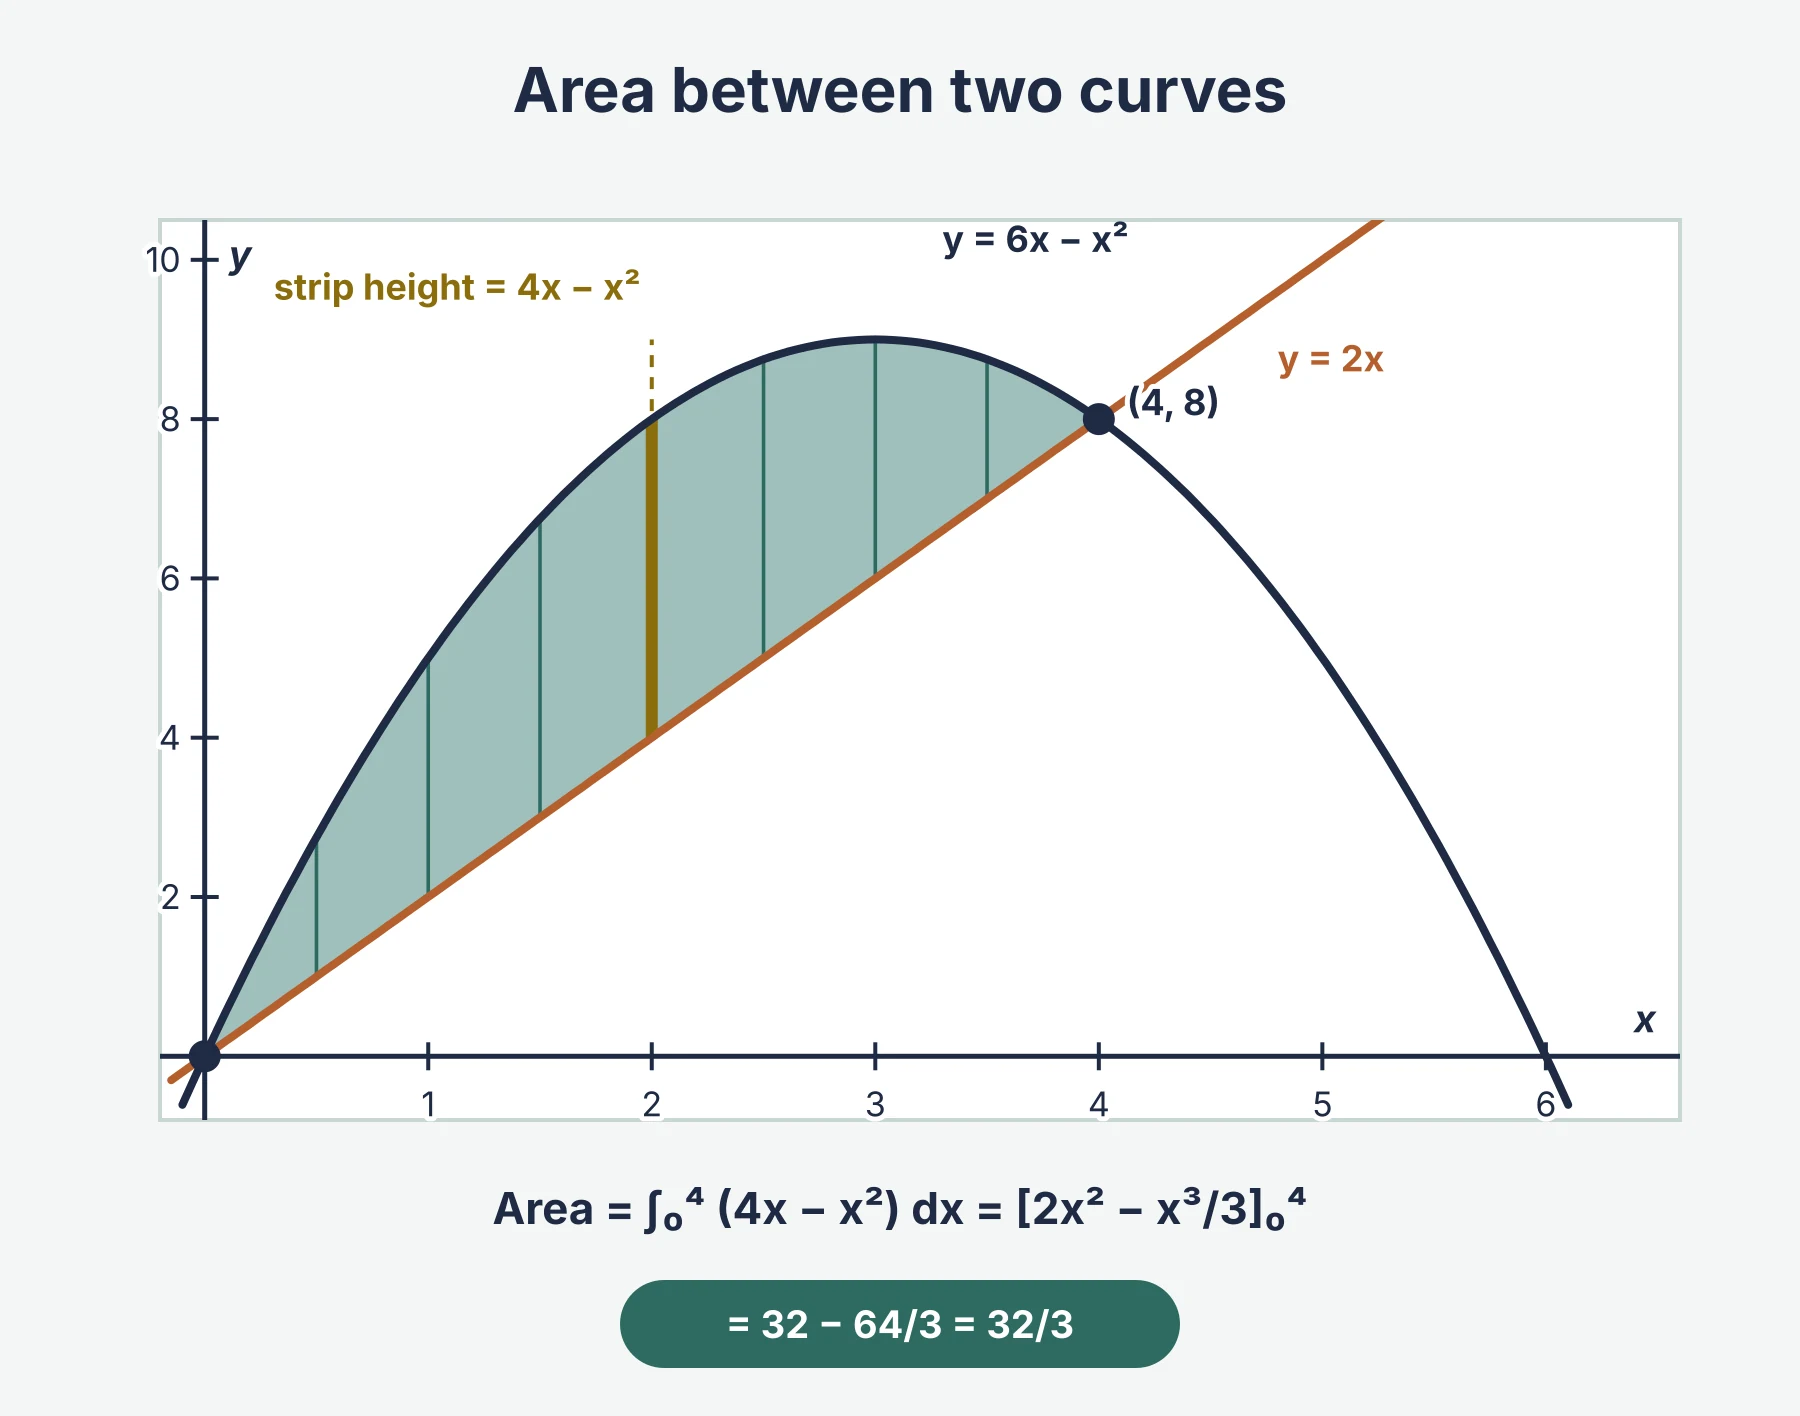 Area between two curves
y = 6x − x²
10
y
strip height = 4x − x²
y = 2x
(4, 8)
8
6
4
2
x
1 2 3 4 5 6
Area = ∫₀⁴ (4x − x²) dx = [2x² − x³/3]₀⁴
= 32 − 64/3 = 32/3